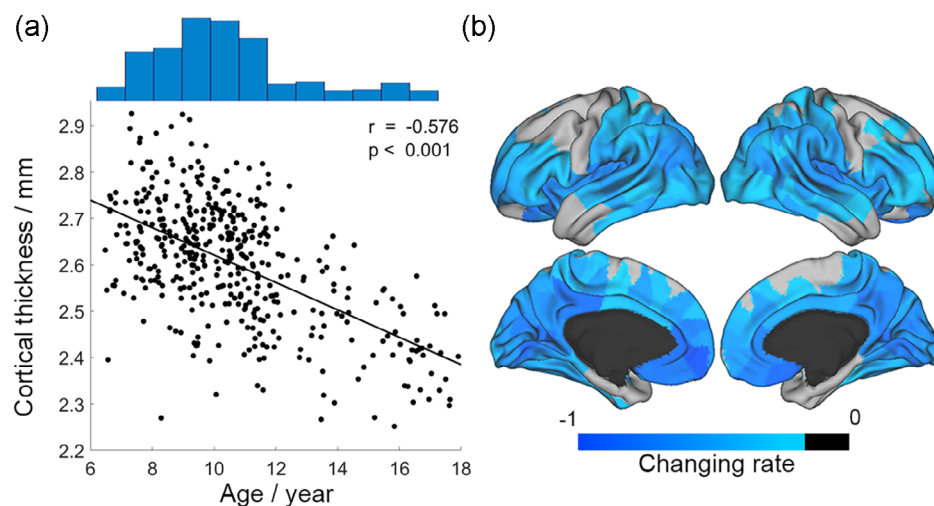 (a)
(b)
r = -0.576
p < 0.001
2.9
2.8
2.7
2.6
2.5
2.4
2.3
2.2
Cortical thickness / mm
6 8 10 12 14 16 18
Age / year
-1 0
Changing rate